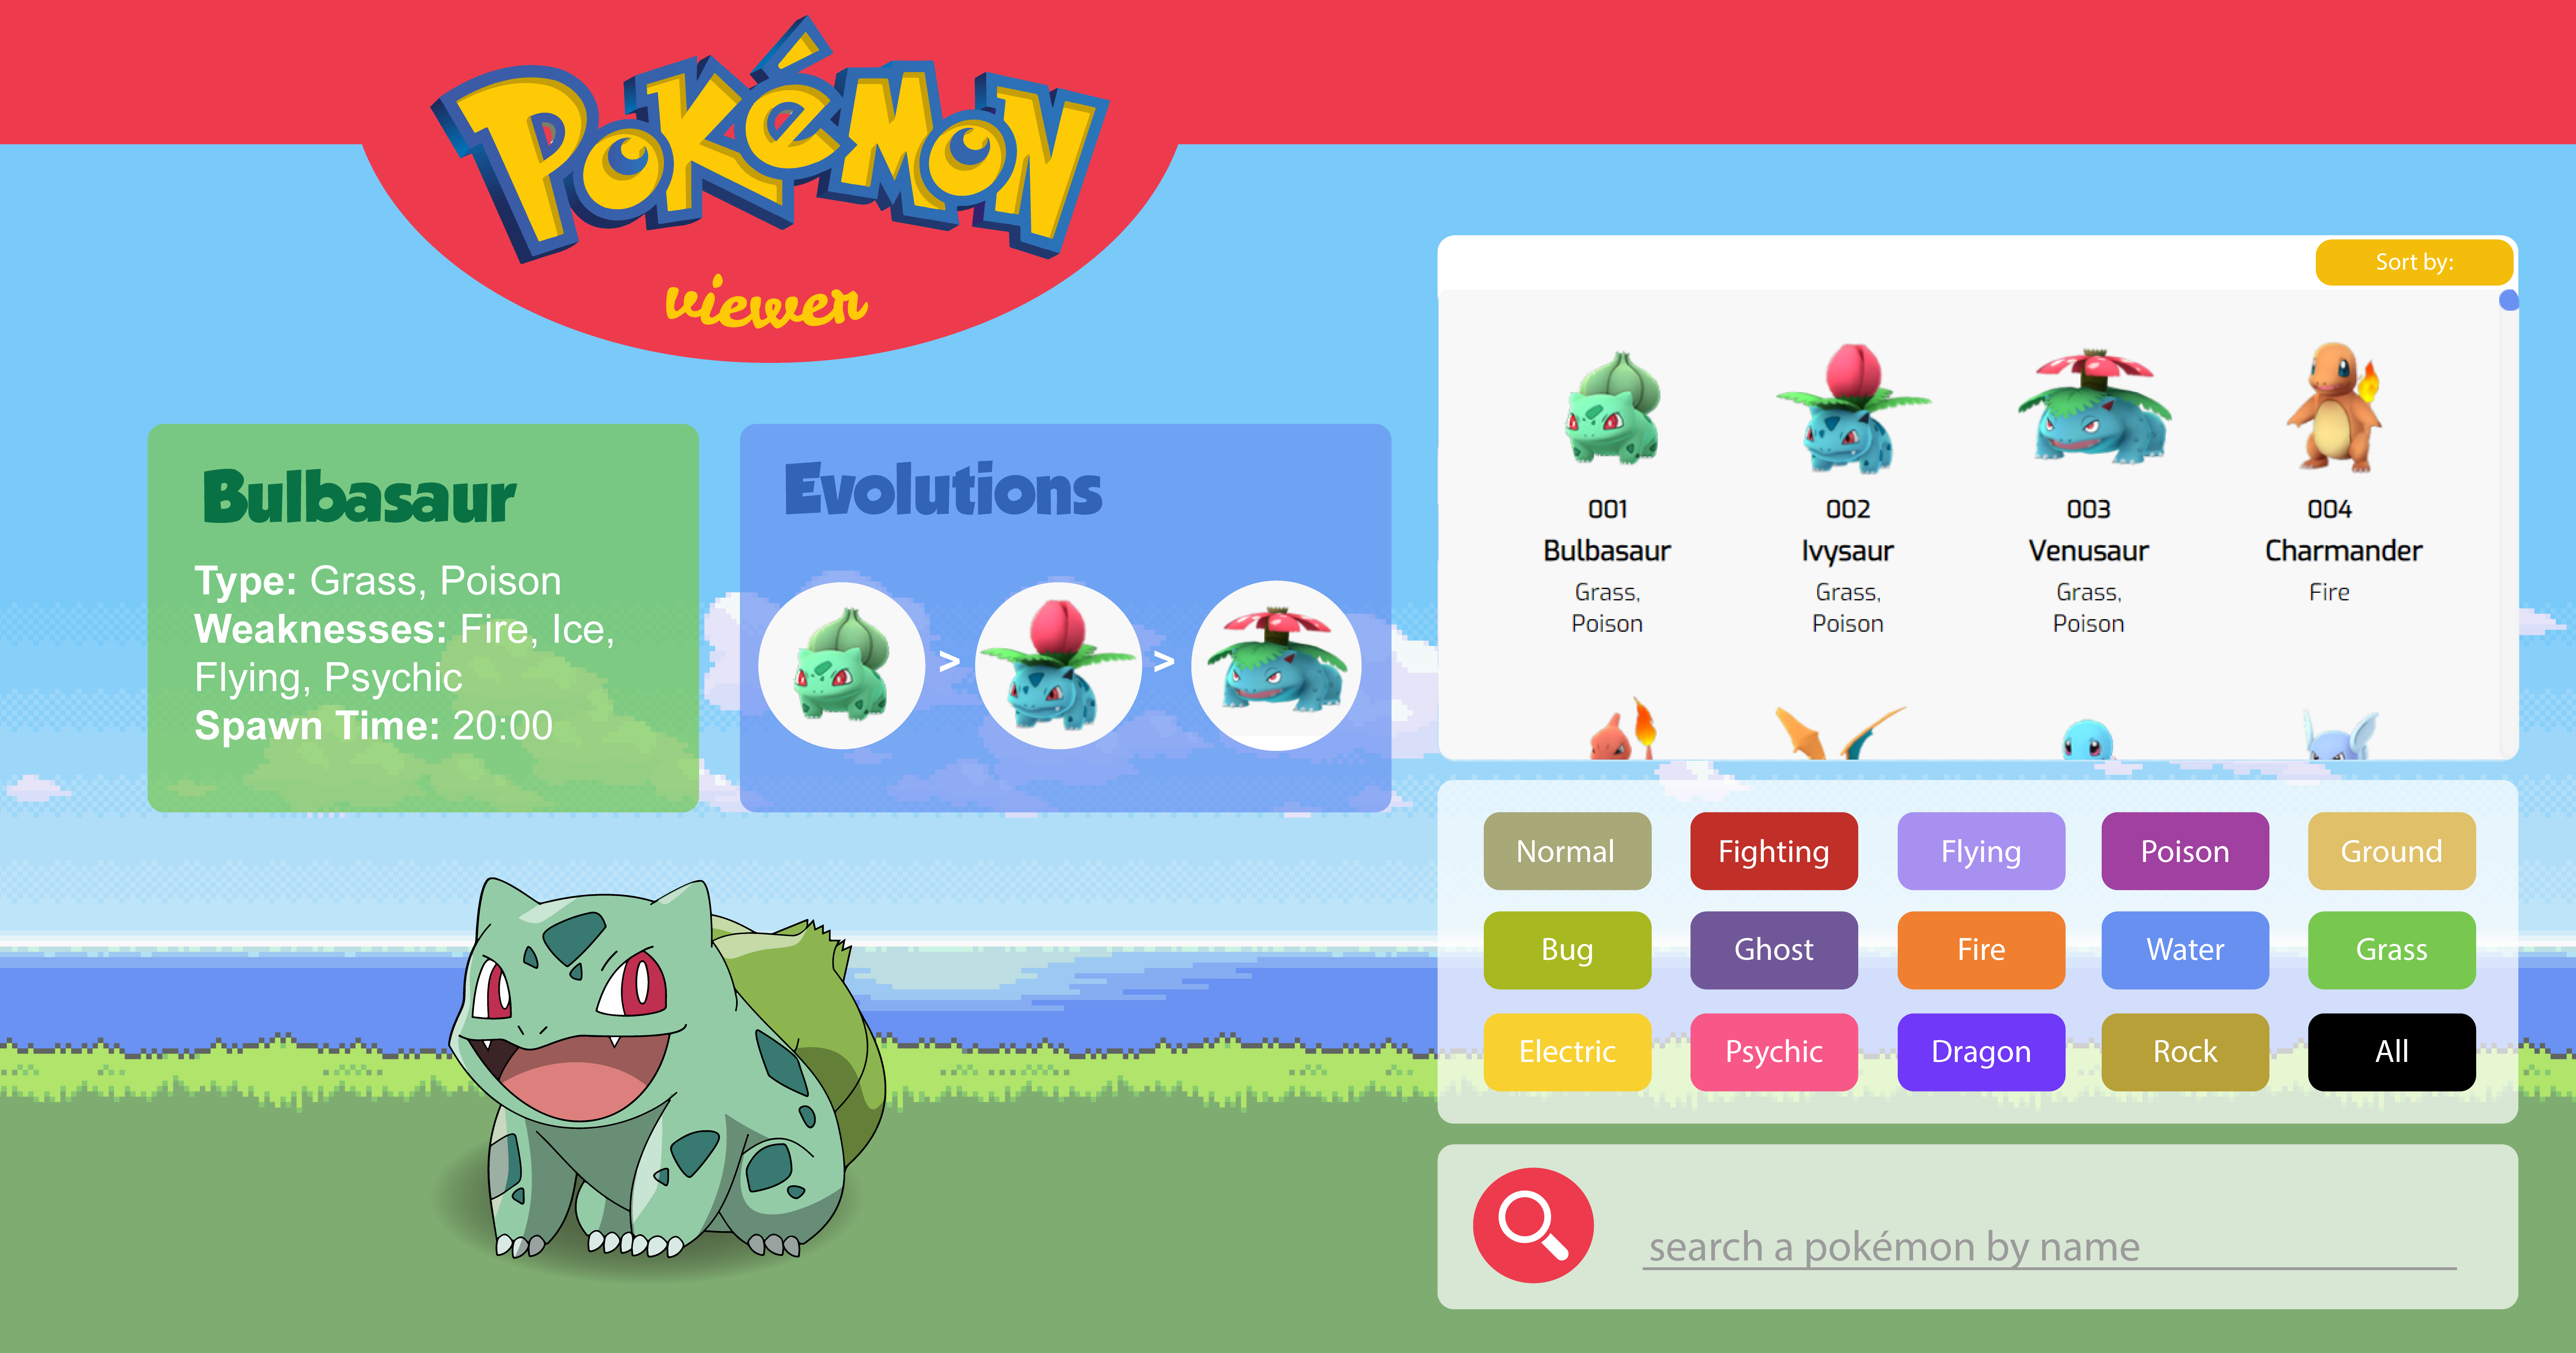 POKéMON
viewer
Bulbasaur
Type: Grass, Poison
Weaknesses: Fire, Ice,
Flying, Psychic
Spawn Time: 20:00
Evolutions
>
>
Sort by:
001
Bulbasaur
Grass,
Poison
002
Ivysaur
Grass,
Poison
003
Venusaur
Grass,
Poison
004
Charmander
Fire
Normal
Fighting
Flying
Poison
Ground
Bug
Ghost
Fire
Water
Grass
Electric
Psychic
Dragon
Rock
All
search a pokémon by name